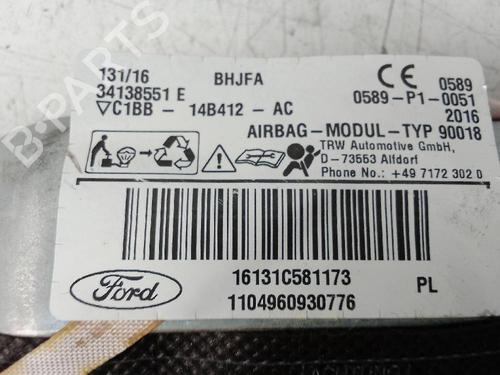 131/16 BHJFA CE 0589
34138551 E 0589-P1-0051
C1BB - 14B412 - AC 2016
AIRBAG-MODUL-TYP 90018
TRW Automotive GmbH,
D - 73553 Alfdorf
Phone No.: +49 7172 302 0
16131C581173 PL
Ford 1104960930776